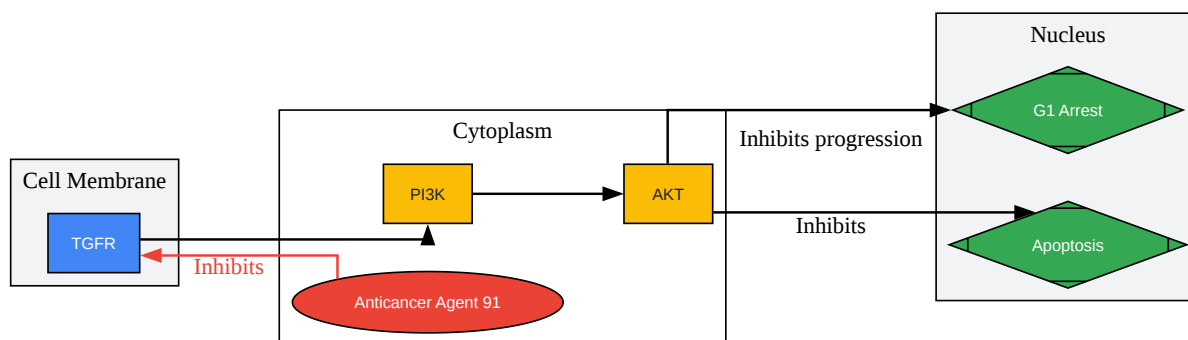 Cell Membrane
TGFR
Inhibits
Cytoplasm
PI3K
AKT
Anticancer Agent 91
Inhibits progression
Inhibits
Nucleus
G1 Arrest
Apoptosis